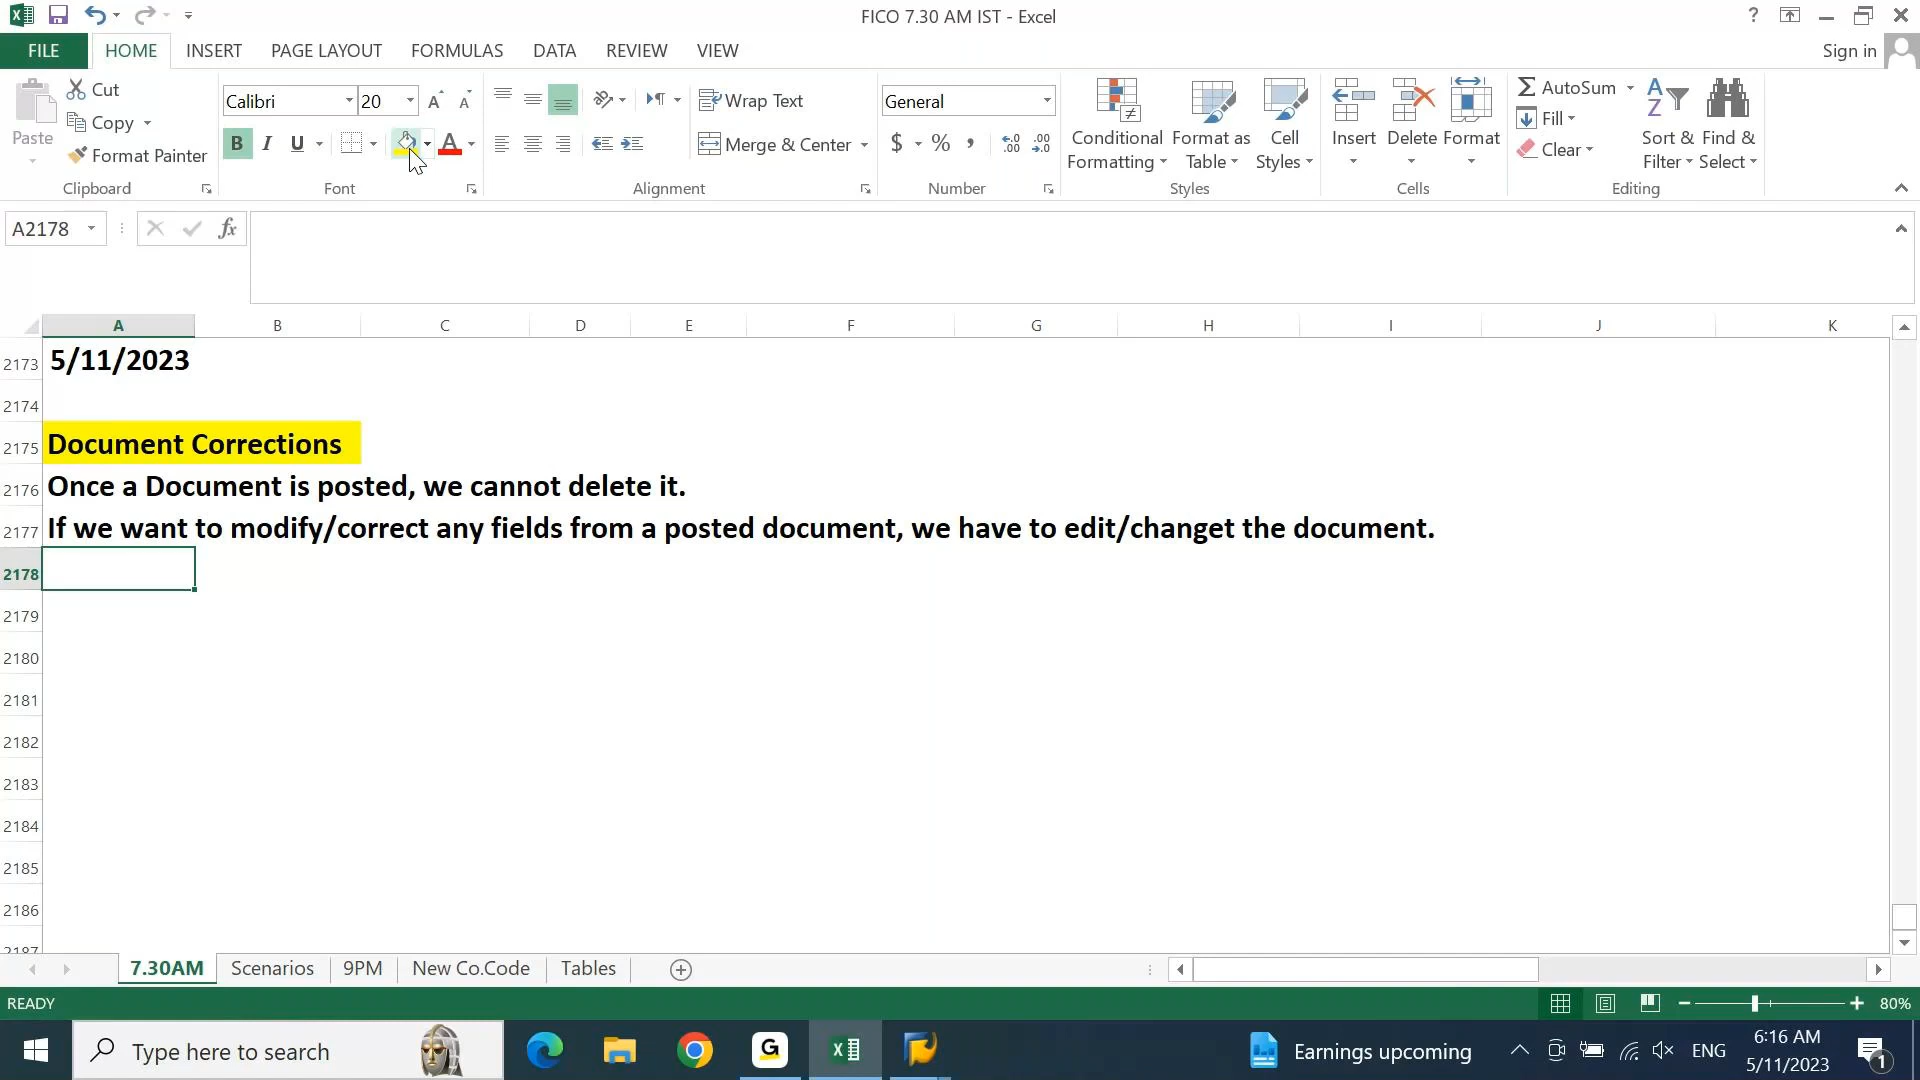 FICO 7.30 AM IST - Excel
?
FILE HOME INSERT PAGE LAYOUT FORMULAS DATA REVIEW VIEW
Sign in
Paste
Cut
Copy
Format Painter
Clipboard
Calibri 20
B I U
Font
Wrap Text
Merge & Center
Alignment
General
$ % ,
Number
Conditional Formatting
Format as Table
Cell Styles
Styles
Insert Delete Format
Cells
AutoSum
Fill
Clear
Sort & Filter
Find & Select
Editing
A2178
fx
A B C D E F G H I J K
2173 5/11/2023
2174
2175 Document Corrections
2176 Once a Document is posted, we cannot delete it.
2177 If we want to modify/correct any fields from a posted document, we have to edit/changet the document.
2178
2179
2180
2181
2182
2183
2184
2185
2186
2187
7.30AM Scenarios 9PM New Co.Code Tables
READY
80%
Type here to search
Earnings upcoming
ENG
6:16 AM
5/11/2023
1